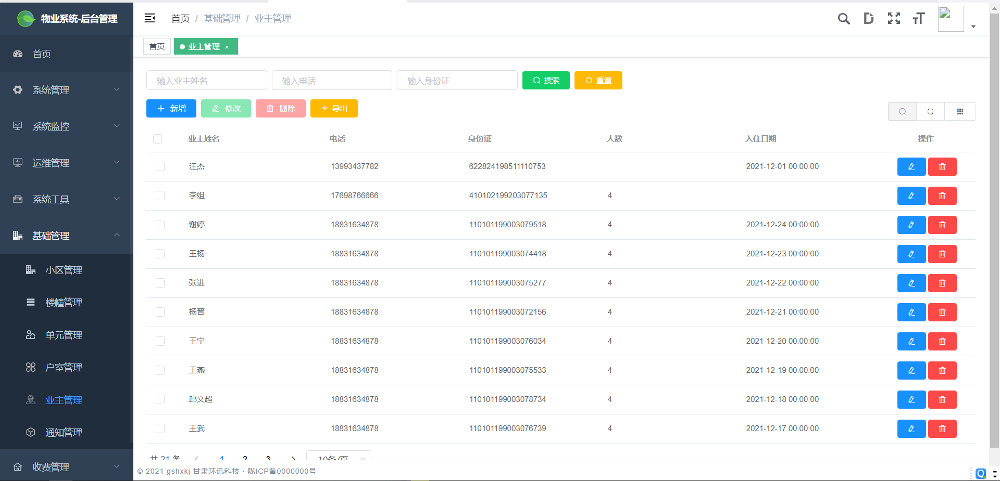 物业系统-后台管理
首页
系统管理
系统监控
运维管理
系统工具
基础管理
小区管理
楼幢管理
单元管理
户室管理
业主管理
通知管理
收费管理
首页 / 基础管理 / 业主管理
首页 业主管理 ×
输入业主姓名 输入电话 输入身份证 搜索 重置
新增 修改 删除 导出
业主姓名 电话 身份证 人数 入住日期 操作
汪杰 13993437782 622824198511110753 2021-12-01 00:00:00
李姐 17698766666 410102199203077135 4
谢婷 18831634878 110101199003079518 4 2021-12-24 00:00:00
王杨 18831634878 110101199003074418 4 2021-12-23 00:00:00
张进 18831634878 110101199003075277 4 2021-12-22 00:00:00
杨晋 18831634878 110101199003072156 4 2021-12-21 00:00:00
王宁 18831634878 110101199003076034 4 2021-12-20 00:00:00
王燕 18831634878 110101199003075533 4 2021-12-19 00:00:00
邱文超 18831634878 110101199003078734 4 2021-12-18 00:00:00
王武 18831634878 110101199003076739 4 2021-12-17 00:00:00
共 21 条 1 2 3 10条/页
© 2021 gshxkj 甘肃环讯科技 · 陇ICP备0000000号